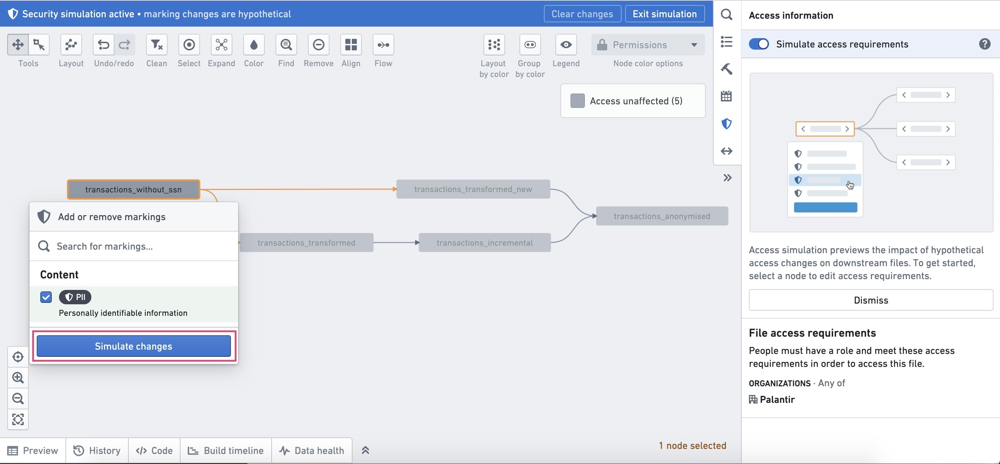 Security simulation active • marking changes are hypothetical
Clear changes
Exit simulation
Tools
Layout
Undo/redo
Clean
Select
Expand
Color
Find
Remove
Align
Flow
Layout
by color
Group
by color
Legend
Permissions
Node color options
Access unaffected (5)
transactions_without_ssn
transactions_transformed_new
transactions_anonymised
transactions_transformed
transactions_incremental
Add or remove markings
Search for markings...
Content
PII
Personally identifiable information
Simulate changes
Preview
History
Code
Build timeline
Data health
1 node selected
Access information
Simulate access requirements
Access simulation previews the impact of hypothetical
access changes on downstream files. To get started,
select a node to edit access requirements.
Dismiss
File access requirements
People must have a role and meet these access
requirements in order to access this file.
ORGANIZATIONS · Any of
Palantir